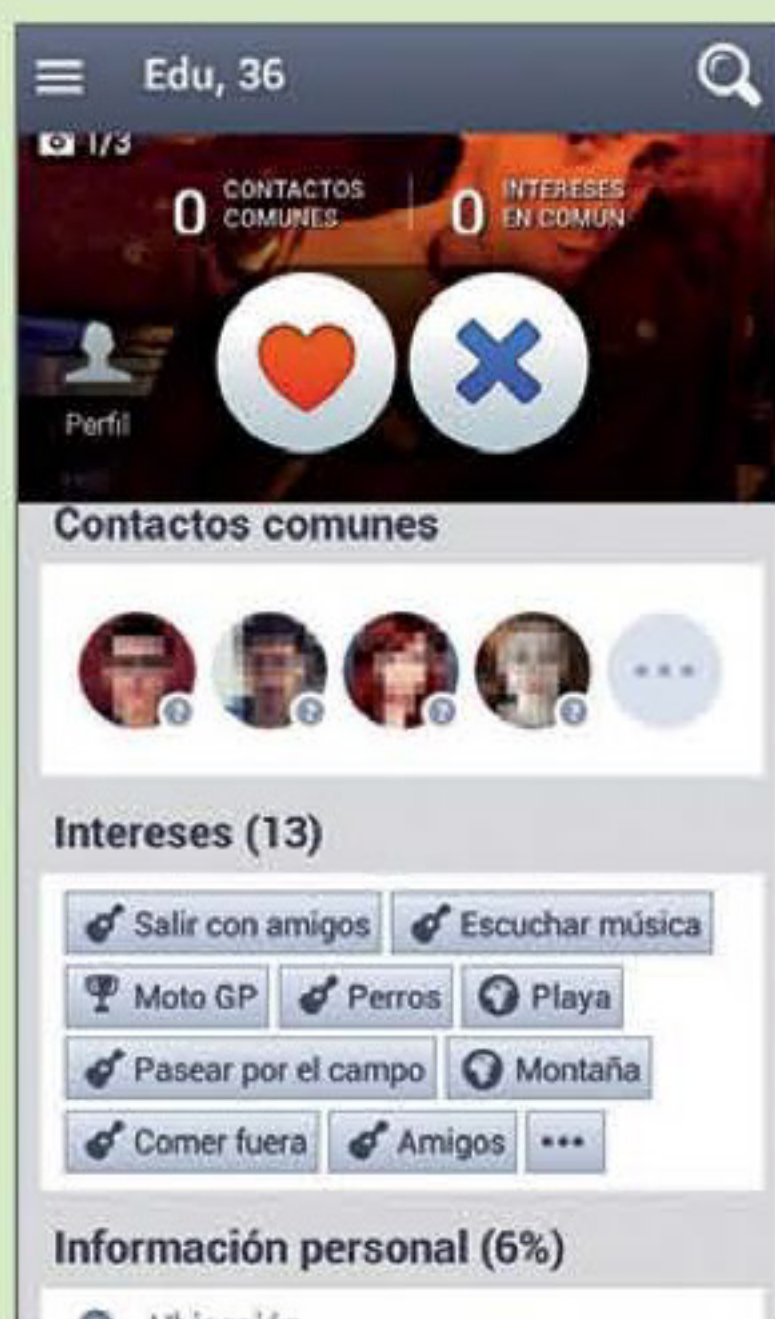 Edu, 36
1/3
0 CONTACTOS COMUNES
0 INTERESES EN COMÚN
Perfil
Contactos comunes
Intereses (13)
Salir con amigos Escuchar música
Moto GP Perros Playa
Pasear por el campo Montaña
Comer fuera Amigos
Información personal (6%)